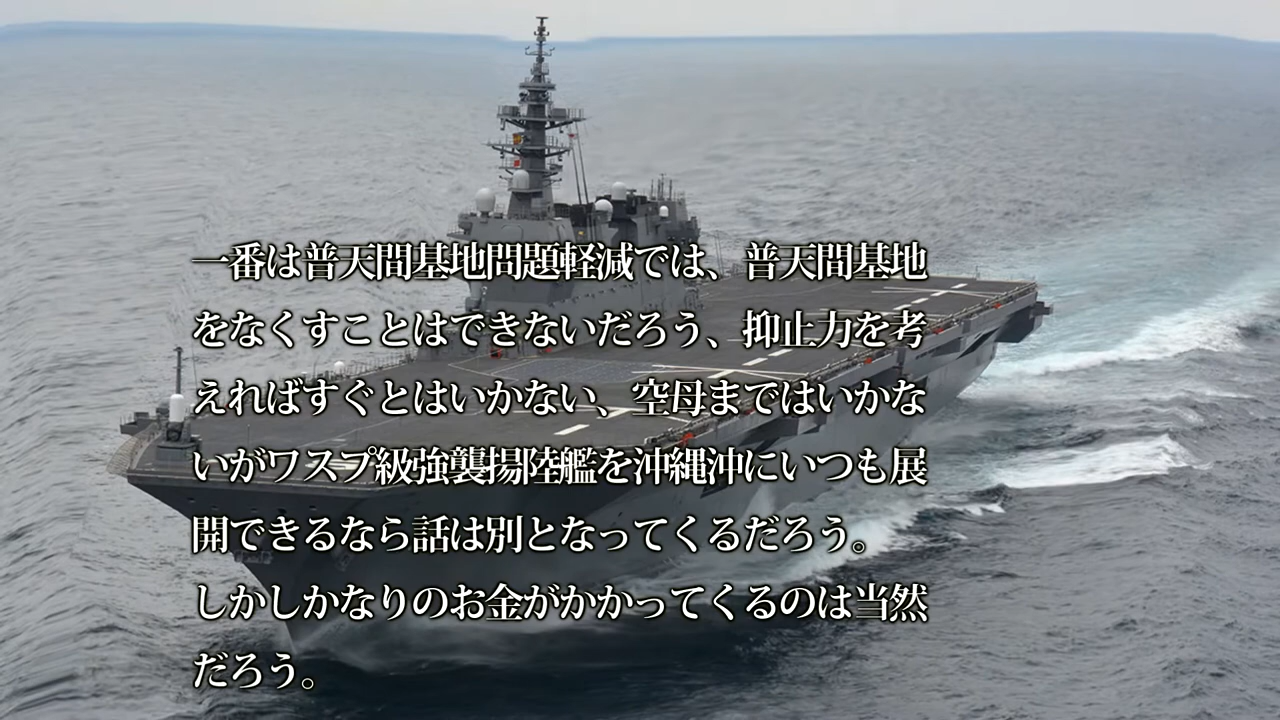 一番は普天間基地問題軽減では、普天間基地
をなくすことはできないだろう、抑止力を考
えればすぐとはいかない、空母まではいかな
いがワスプ級強襲揚陸艦を沖縄沖にいつも展
開できるなら話は別となってくるだろう。
しかしかなりのお金がかかってくるのは当然
だろう。